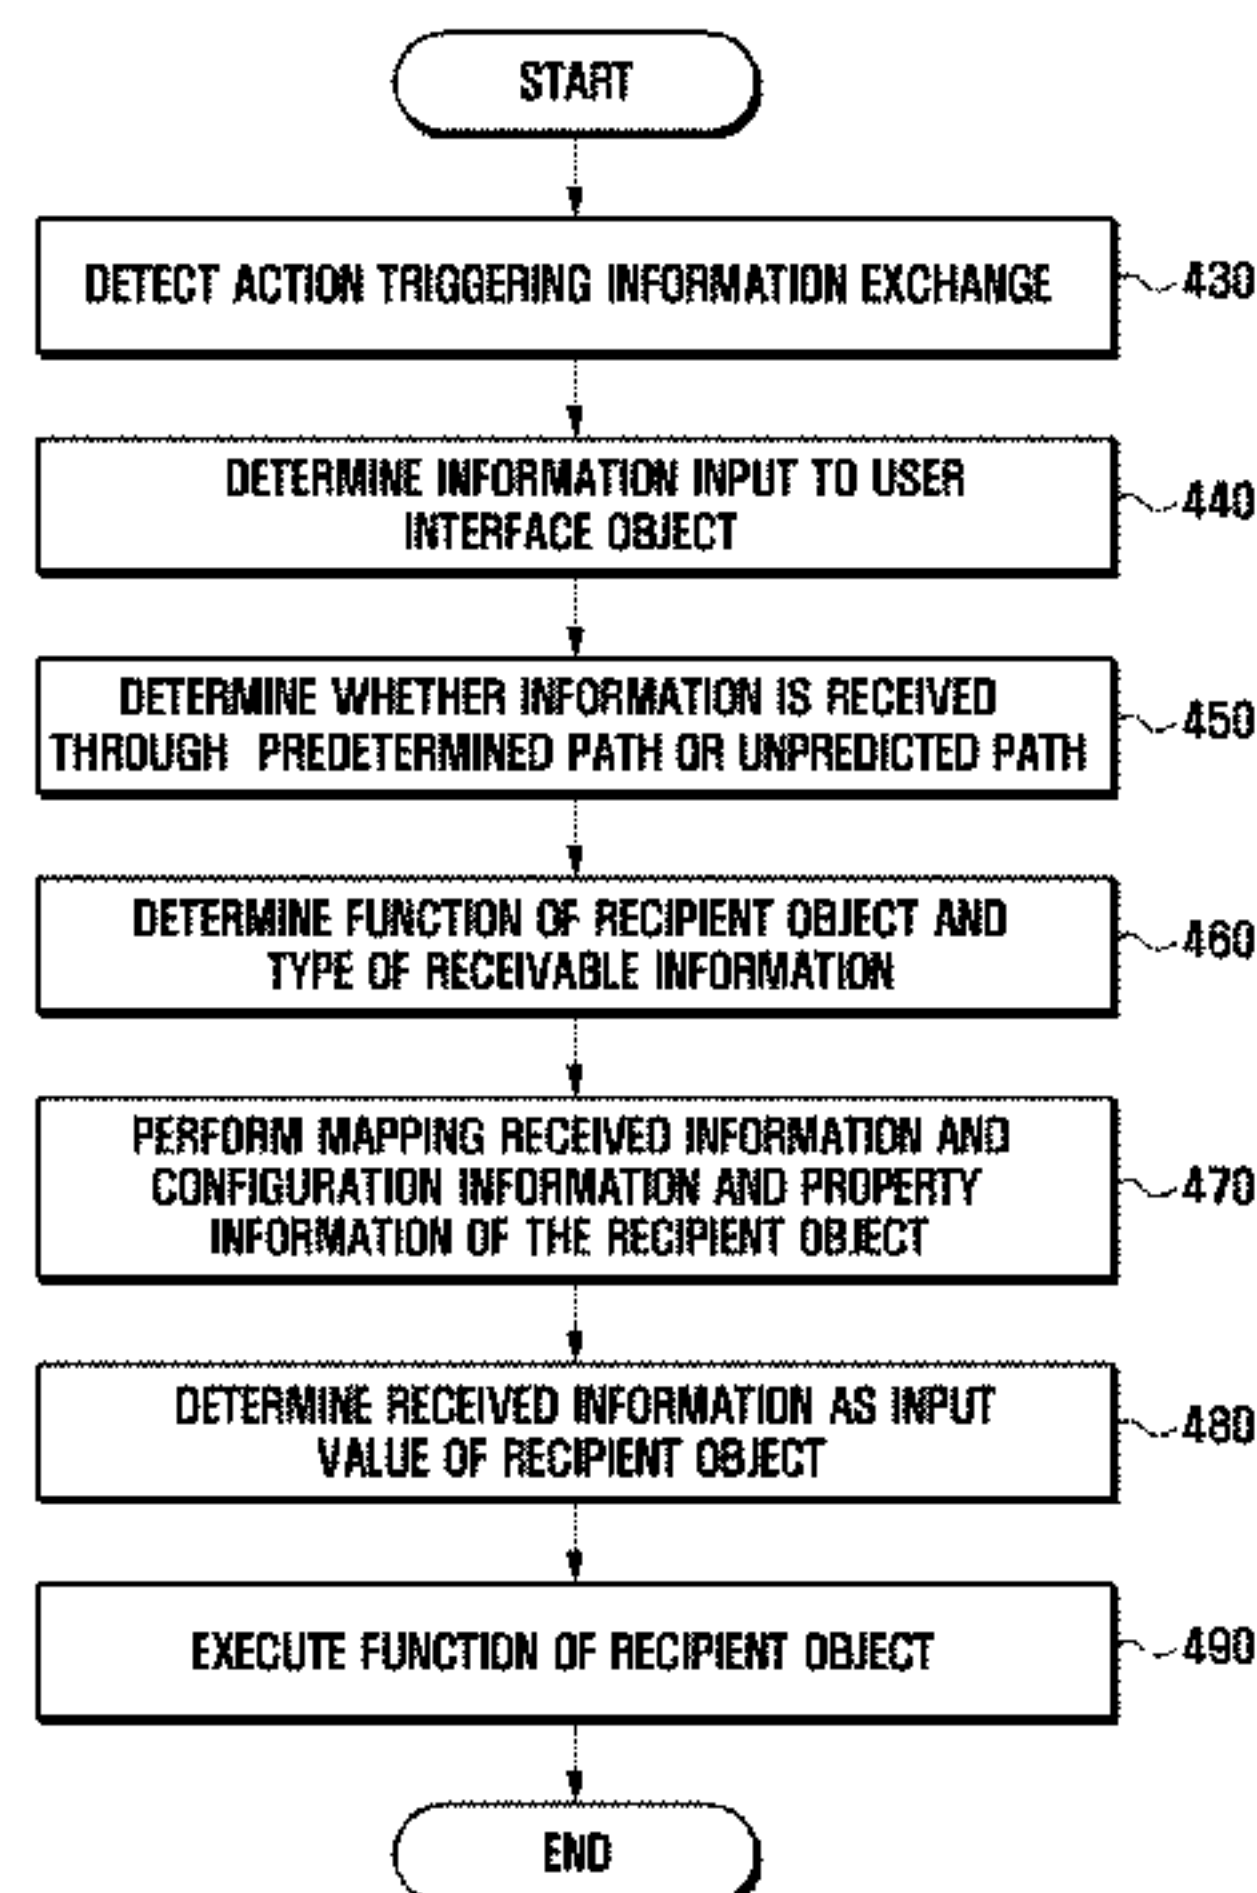 START
DETECT ACTION TRIGGERING INFORMATION EXCHANGE
430
DETERMINE INFORMATION INPUT TO USER
INTERFACE OBJECT
440
DETERMINE WHETHER INFORMATION IS RECEIVED
THROUGH PREDETERMINED PATH OR UNPREDICTED PATH
450
DETERMINE FUNCTION OF RECIPIENT OBJECT AND
TYPE OF RECEIVABLE INFORMATION
460
PERFORM MAPPING RECEIVED INFORMATION AND
CONFIGURATION INFORMATION AND PROPERTY
INFORMATION OF THE RECIPIENT OBJECT
470
DETERMINE RECEIVED INFORMATION AS INPUT
VALUE OF RECIPIENT OBJECT
480
EXECUTE FUNCTION OF RECIPIENT OBJECT
490
END